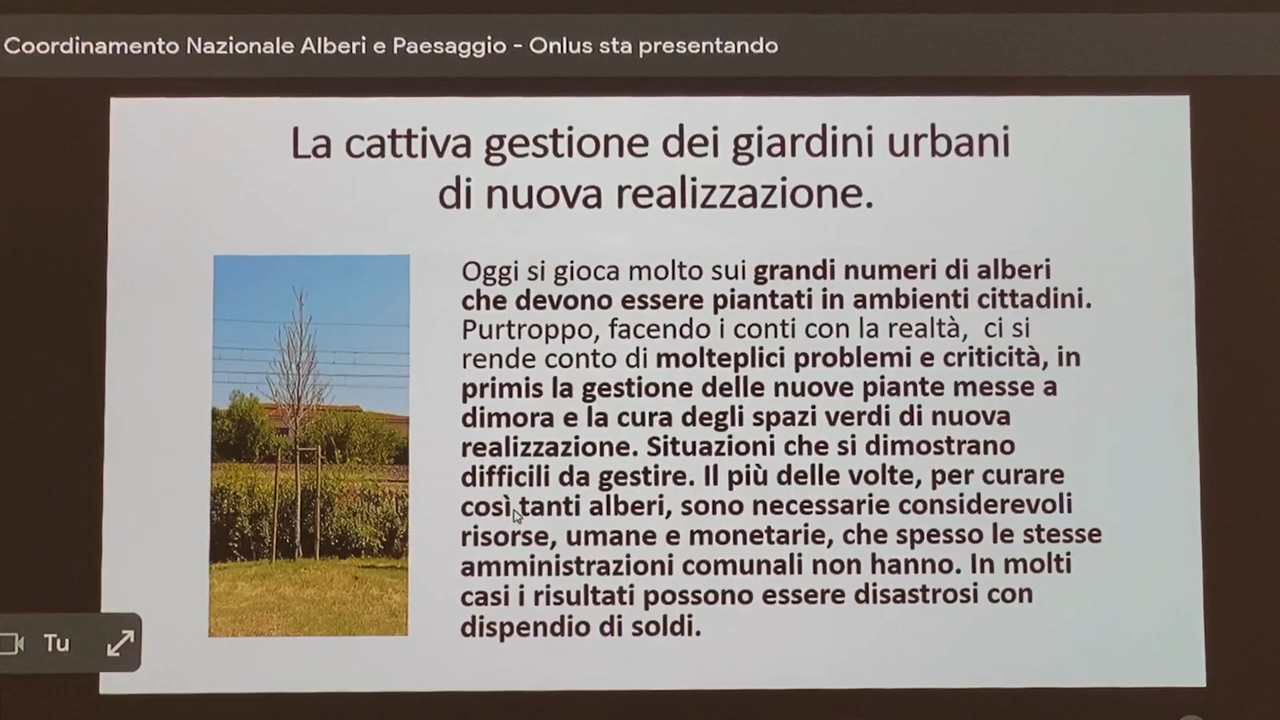 Coordinamento Nazionale Alberi e Paesaggio - Onlus sta presentando
La cattiva gestione dei giardini urbani
di nuova realizzazione.
Oggi si gioca molto sui grandi numeri di alberi
che devono essere piantati in ambienti cittadini.
Purtroppo, facendo i conti con la realtà, ci si
rende conto di molteplici problemi e criticità, in
primis la gestione delle nuove piante messe a
dimora e la cura degli spazi verdi di nuova
realizzazione. Situazioni che si dimostrano
difficili da gestire. Il più delle volte, per curare
così tanti alberi, sono necessarie considerevoli
risorse, umane e monetarie, che spesso le stesse
amministrazioni comunali non hanno. In molti
casi i risultati possono essere disastrosi con
dispendio di soldi.
Tu